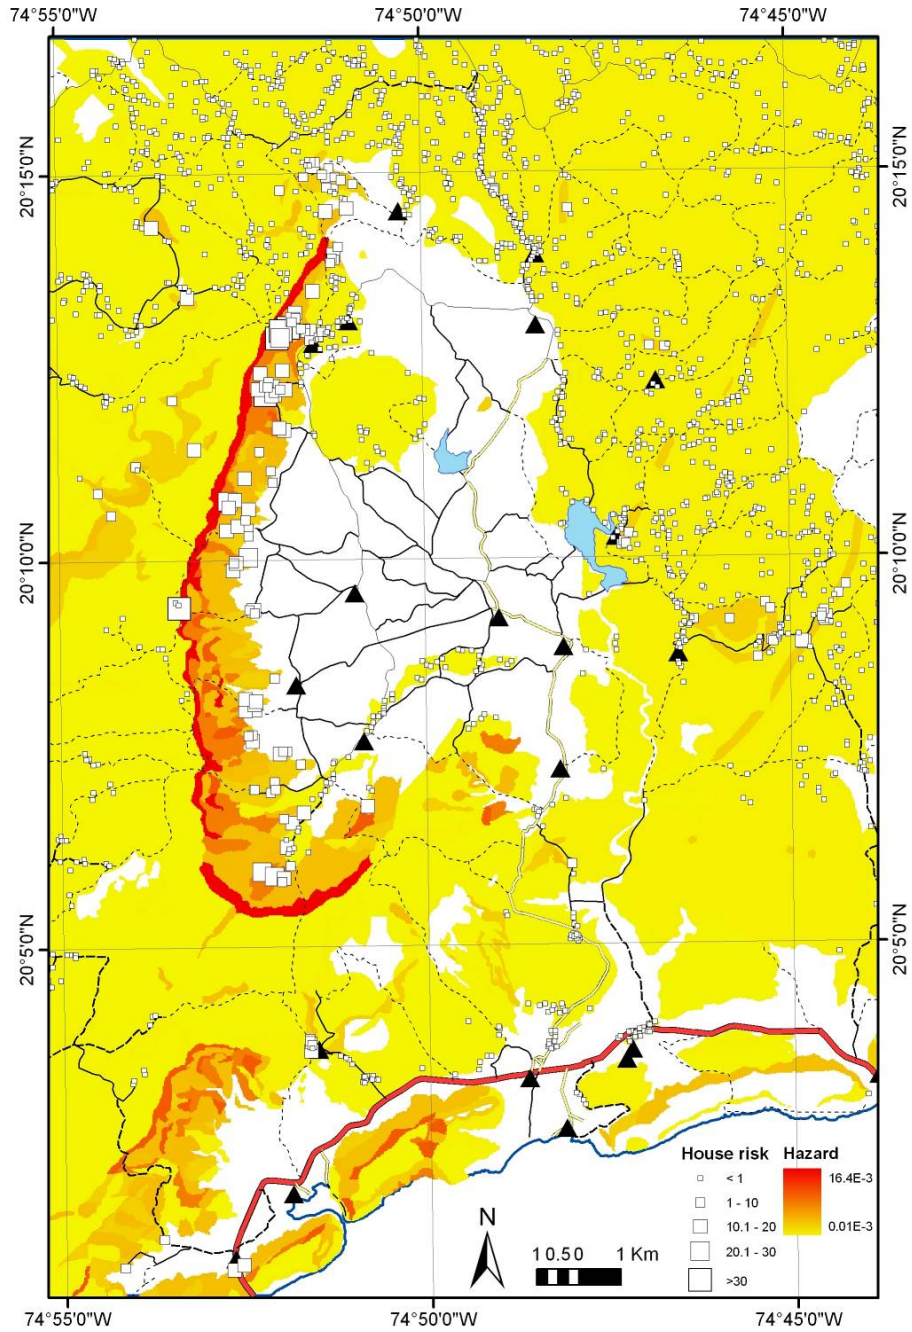 74°55'0"W 74°50'0"W 74°45'0"W
20°15'0"N 20°15'0"N
20°10'0"N 20°10'0"N
20°5'0"N 20°5'0"N
House risk Hazard
< 1 16.4E-3
1 - 10
10.1 - 20 0.01E-3
20.1 - 30
>30
N
1 0.5 0 1 Km
74°55'0"W 74°50'0"W 74°45'0"W